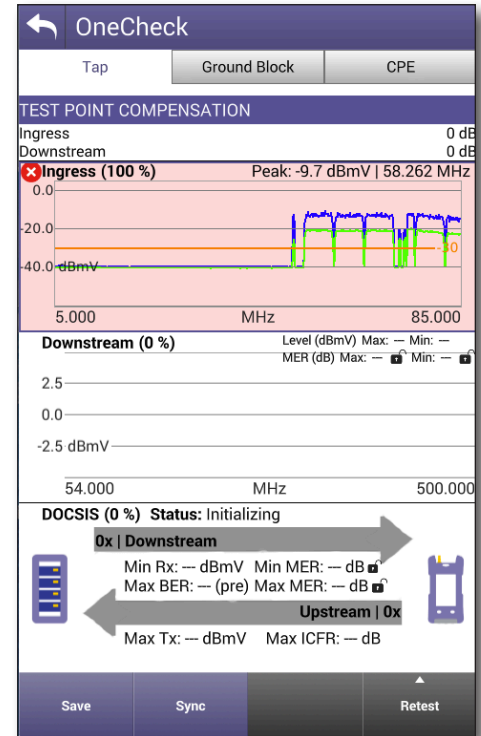 OneCheck
Tap Ground Block CPE
TEST POINT COMPENSATION
Ingress 0 dB
Downstream 0 dB
Ingress (100 %) Peak: -9.7 dBmV | 58.262 MHz
0.0
-20.0
-30
-40.0 dBmV
5.000 MHz 85.000
Downstream (0 %) Level (dBmV) Max: --- Min: ---
MER (dB) Max: --- Min: ---
2.5
0.0
-2.5 dBmV
54.000 MHz 500.000
DOCSIS (0 %) Status: Initializing
0x | Downstream
Min Rx: --- dBmV Min MER: --- dB
Max BER: --- (pre) Max MER: --- dB
Upstream | 0x
Max Tx: --- dBmV Max ICFR: --- dB
Save Sync Retest